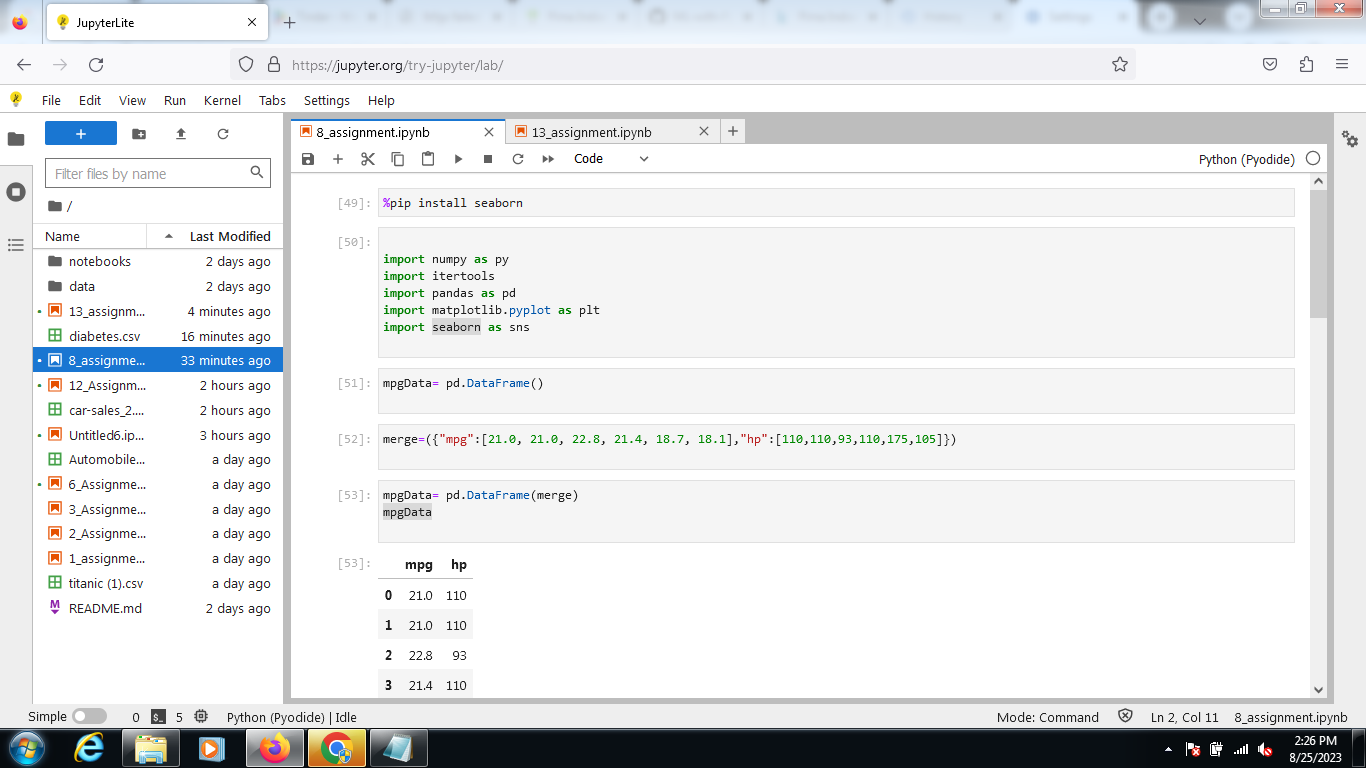 JupyterLite
https://jupyter.org/try-jupyter/lab/
File Edit View Run Kernel Tabs Settings Help
8_assignment.ipynb
13_assignment.ipynb
Filter files by name
/
Name Last Modified
notebooks 2 days ago
data 2 days ago
13_assignm... 4 minutes ago
diabetes.csv 16 minutes ago
8_assignme... 33 minutes ago
12_Assignm... 2 hours ago
car-sales_2.... 2 hours ago
Untitled6.ip... 3 hours ago
Automobile... a day ago
6_Assignme... a day ago
3_Assignme... a day ago
2_Assignme... a day ago
1_assignme... a day ago
titanic (1).csv a day ago
README.md 2 days ago
Code
Python (Pyodide)
[49]: %pip install seaborn
[50]:
import numpy as py
import itertools
import pandas as pd
import matplotlib.pyplot as plt
import seaborn as sns
[51]: mpgData= pd.DataFrame()
[52]: merge=({"mpg":[21.0, 21.0, 22.8, 21.4, 18.7, 18.1],"hp":[110,110,93,110,175,105]})
[53]: mpgData= pd.DataFrame(merge)
mpgData
[53]: mpg hp
0 21.0 110
1 21.0 110
2 22.8 93
3 21.4 110
Simple 0 $_ 5 Python (Pyodide) | Idle
Mode: Command Ln 2, Col 11 8_assignment.ipynb
2:26 PM
8/25/2023